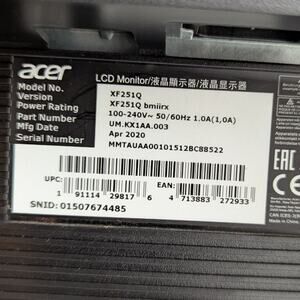 acer
LCD Monitor/液晶顯示器/液晶显示器
Model No. XF251Q
Version XF251Q bmiirx
Power Rating 100-240V~ 50/60Hz 1.0A(1,0A)
Part Number UM.KX1AA.003
Mfg Date Apr 2020
Serial Number MMTAUAA00101512BC88522
UPC: 1 91114 29817 6
4 713883 272933
SNID: 01507674485
EAC